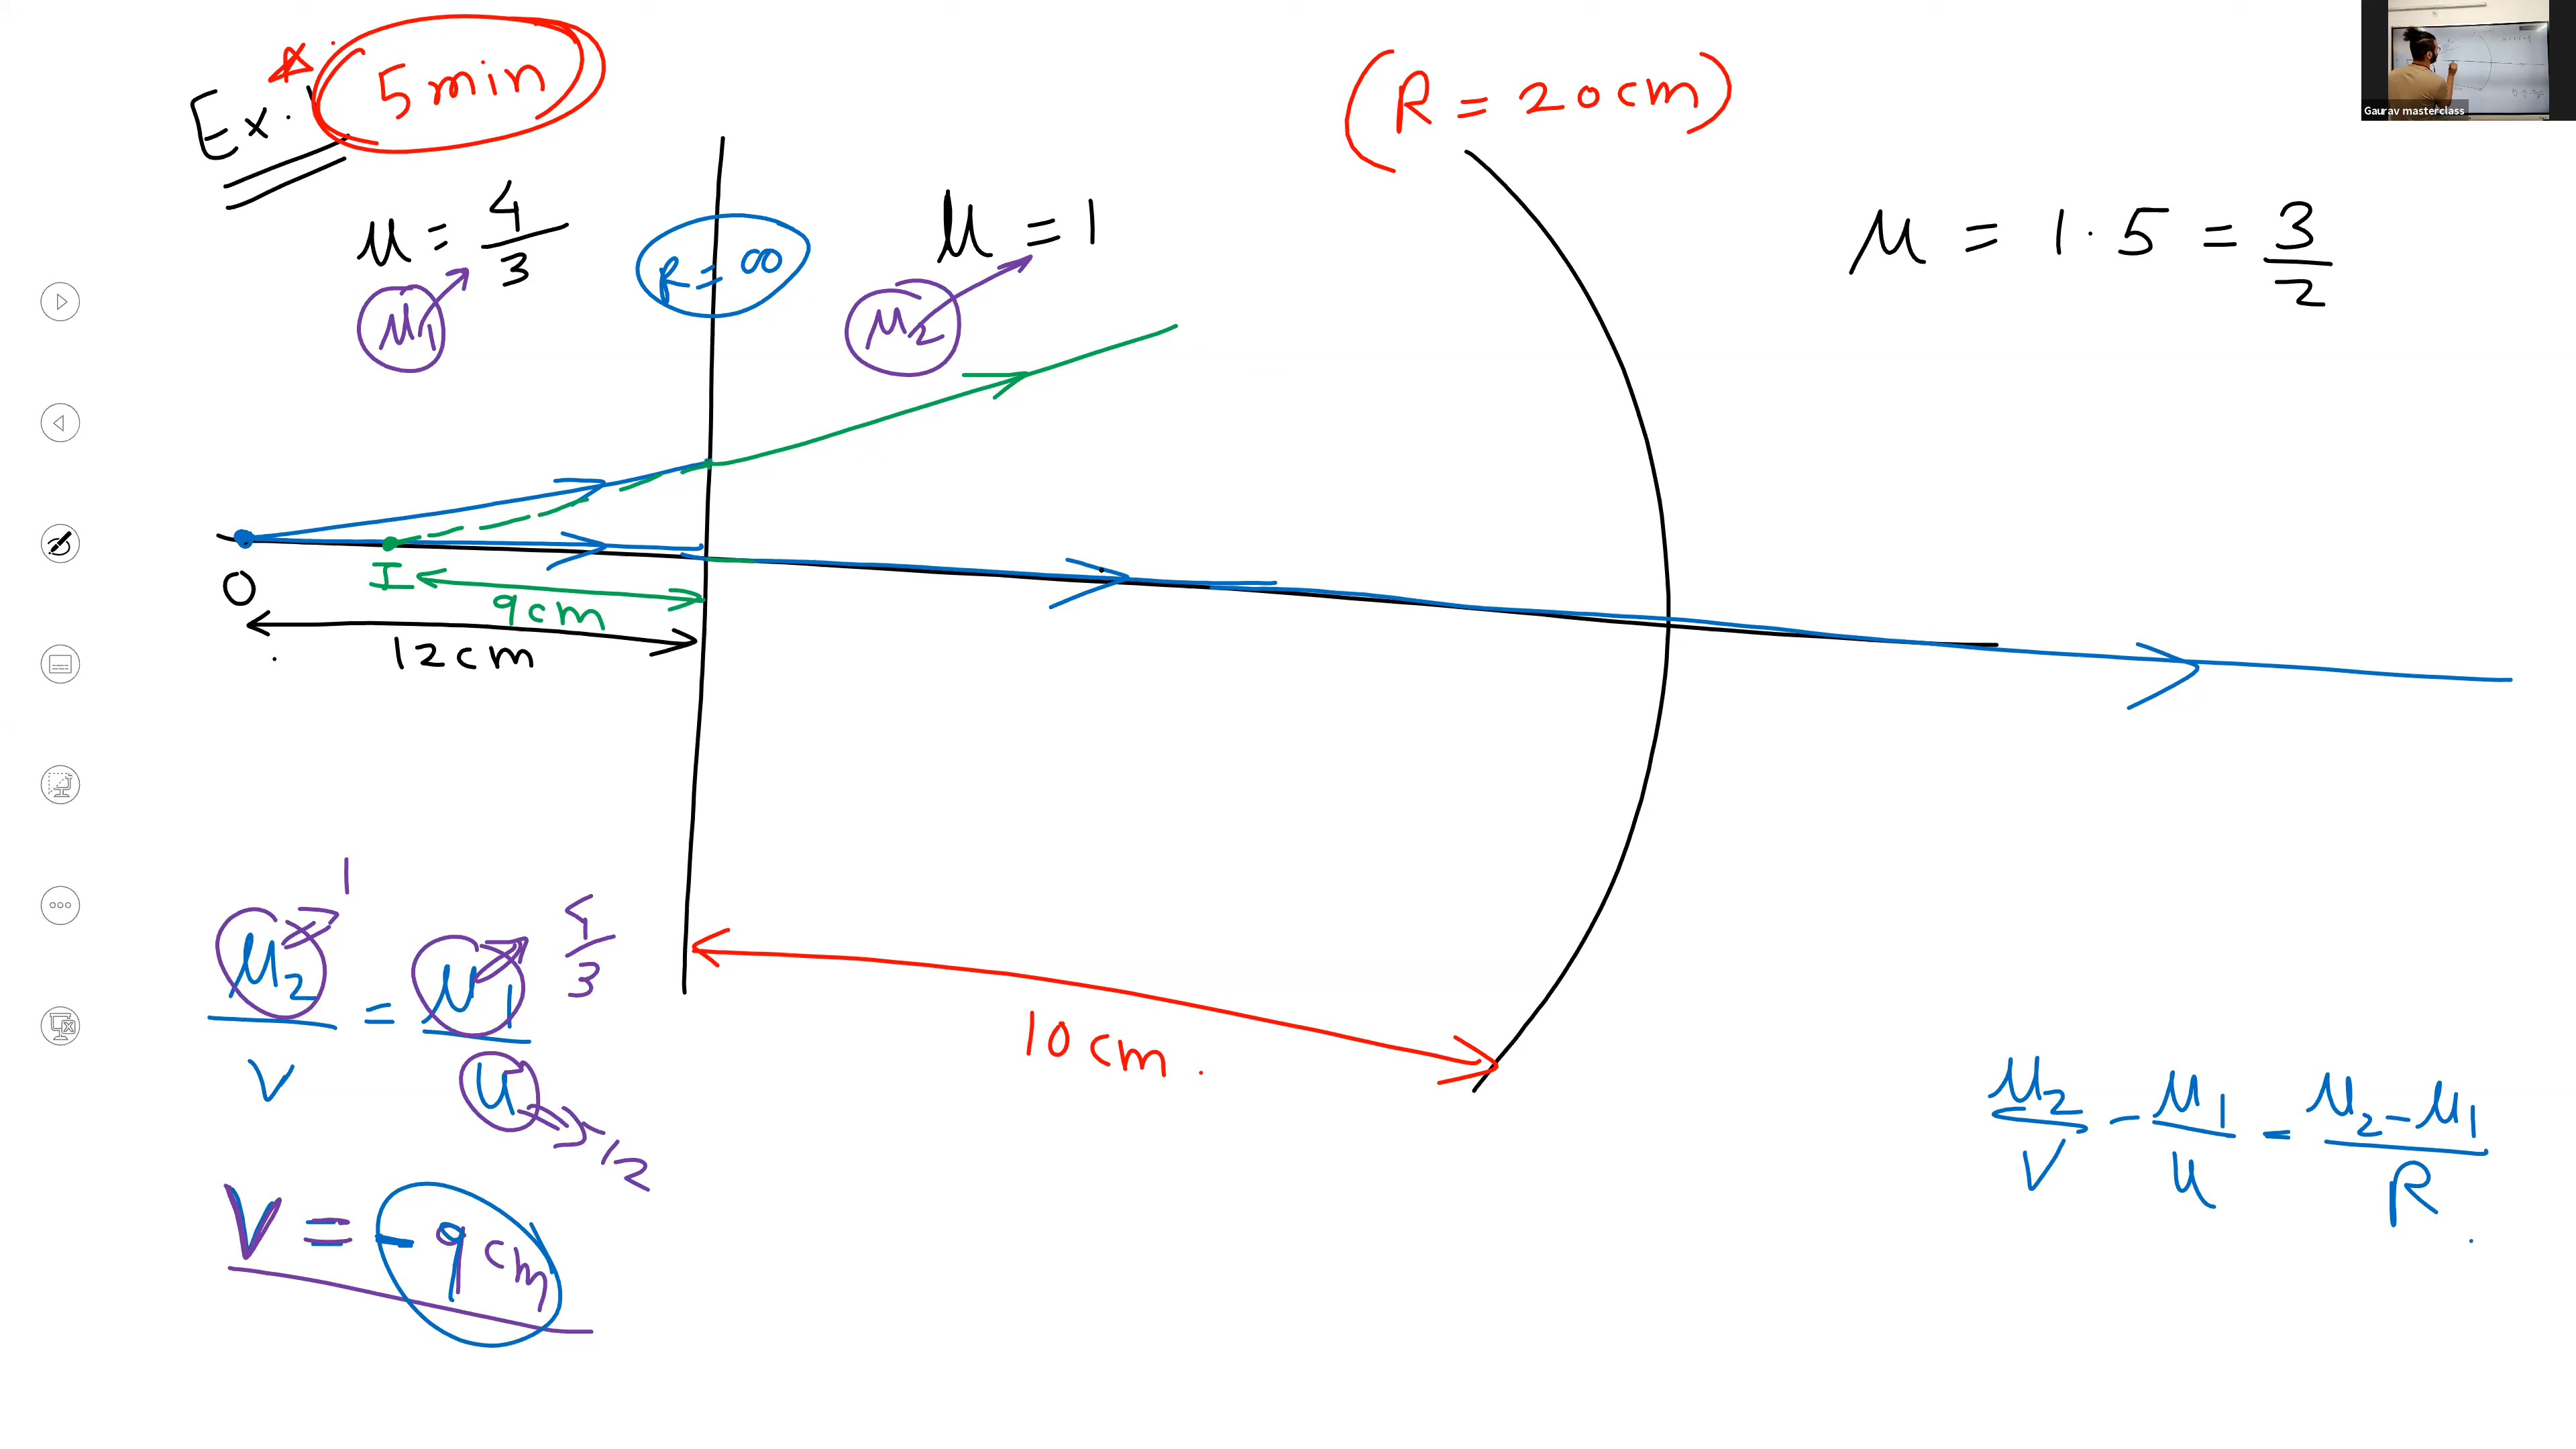 Ex.
5 min
(R = 20 cm)
Gaurav masterclass
μ = 4/3
R = ∞
μ = 1
μ = 1.5 = 3/2
μ1
μ2
O
I
9 cm
12 cm
10 cm
μ2/v = μ1/u
1
4/3
-12
v = -9 cm
μ2/v - μ1/u = μ2-μ1/R